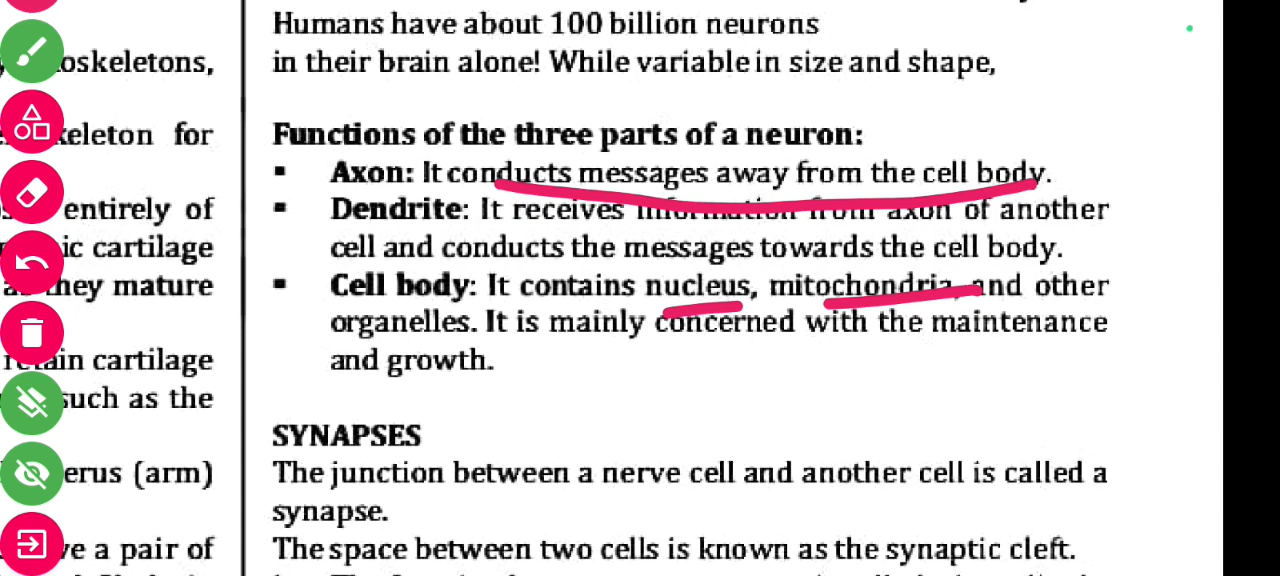 oskeletons,
keleton for
entirely of
ic cartilage
they mature
retain cartilage
such as the
erus (arm)
ve a pair of
Humans have about 100 billion neurons
in their brain alone! While variable in size and shape,
Functions of the three parts of a neuron:
▪ Axon: It conducts messages away from the cell body.
▪ Dendrite: It receives information from axon of another
cell and conducts the messages towards the cell body.
▪ Cell body: It contains nucleus, mitochondria, and other
organelles. It is mainly concerned with the maintenance
and growth.
SYNAPSES
The junction between a nerve cell and another cell is called a
synapse.
The space between two cells is known as the synaptic cleft.